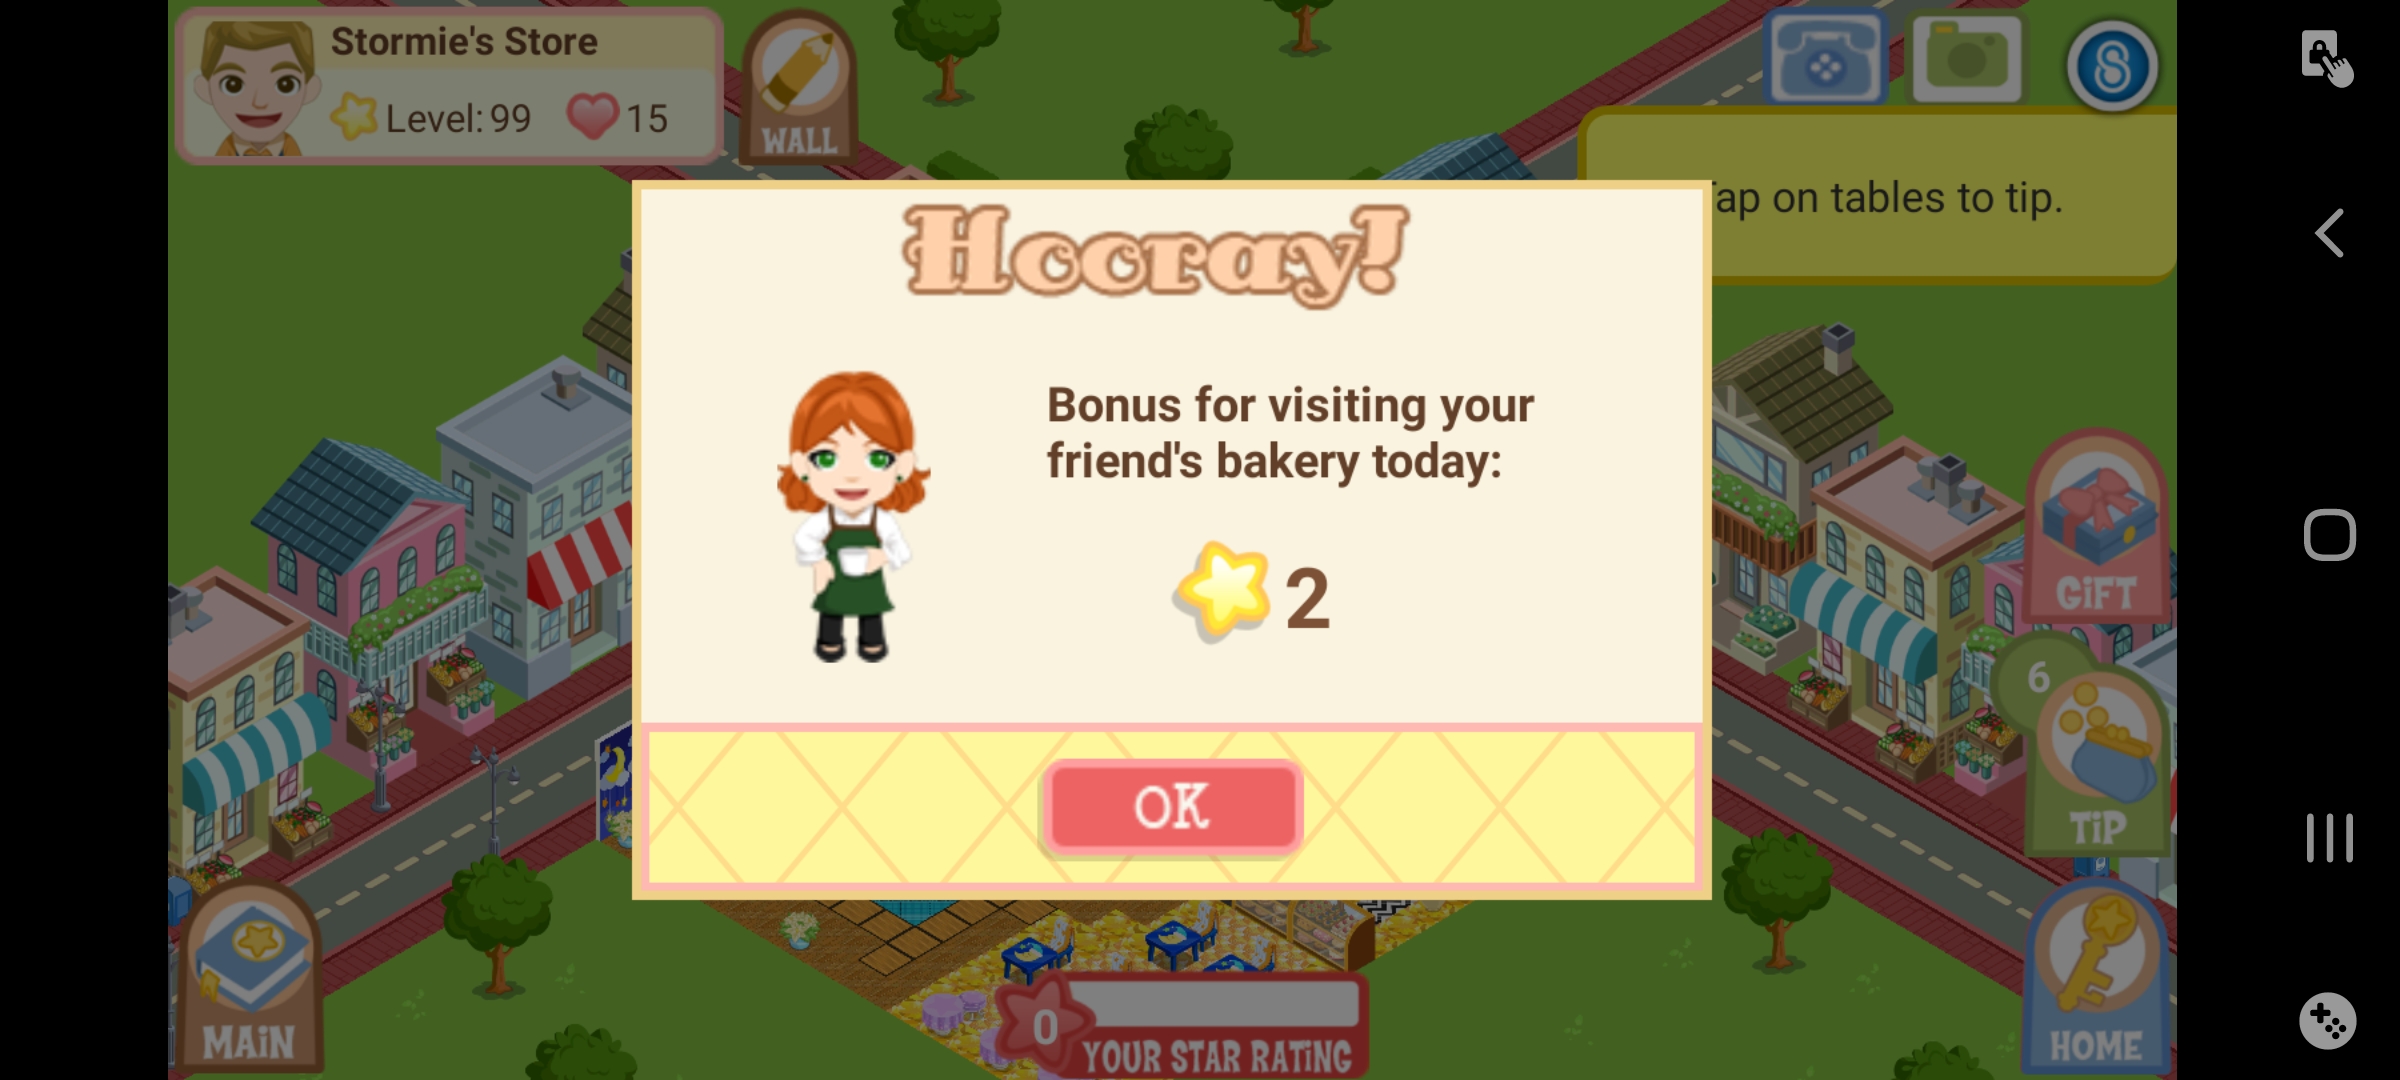 Stormie's Store
Level: 99
15
WALL
Tap on tables to tip.
Hooray!
Bonus for visiting your
friend's bakery today:
2
OK
GiFT
6
TiP
MAiN
0
YOUR STAR RATiNG
HOME